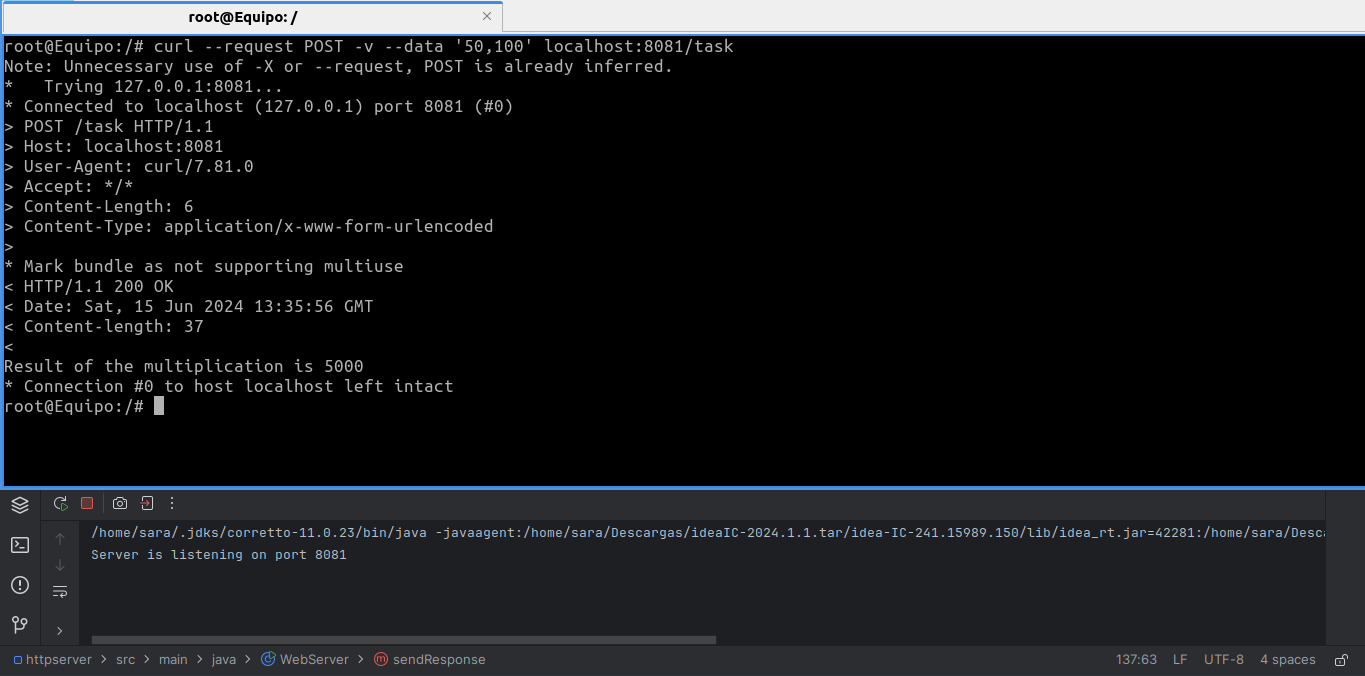 root@Equipo: /
root@Equipo:/# curl --request POST -v --data '50,100' localhost:8081/task
Note: Unnecessary use of -X or --request, POST is already inferred.
*   Trying 127.0.0.1:8081...
* Connected to localhost (127.0.0.1) port 8081 (#0)
> POST /task HTTP/1.1
> Host: localhost:8081
> User-Agent: curl/7.81.0
> Accept: */*
> Content-Length: 6
> Content-Type: application/x-www-form-urlencoded
>
* Mark bundle as not supporting multiuse
< HTTP/1.1 200 OK
< Date: Sat, 15 Jun 2024 13:35:56 GMT
< Content-length: 37
<
Result of the multiplication is 5000
* Connection #0 to host localhost left intact
root@Equipo:/#
/home/sara/.jdks/corretto-11.0.23/bin/java -javaagent:/home/sara/Descargas/ideaIC-2024.1.1.tar/idea-IC-241.15989.150/lib/idea_rt.jar=42281:/home/sara/Desca
Server is listening on port 8081
httpserver > src > main > java > WebServer > sendResponse 137:63 LF UTF-8 4 spaces